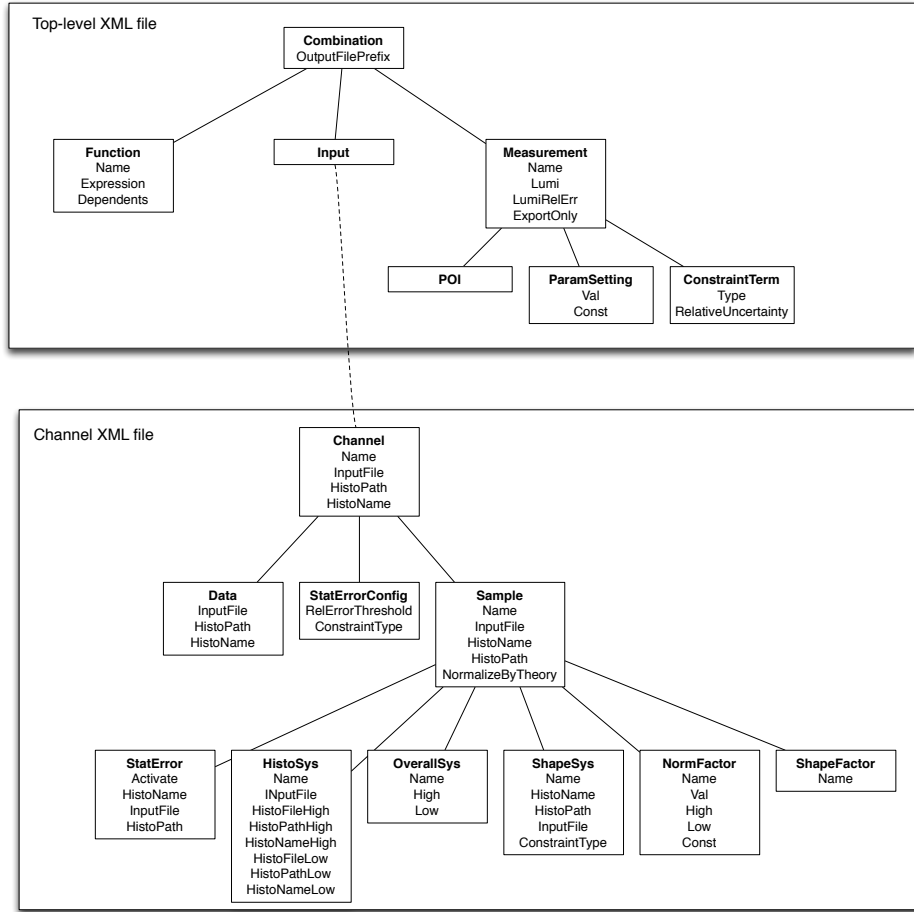 Top-level XML file
Combination
OutputFilePrefix
Function
Name
Expression
Dependents
Input
Measurement
Name
Lumi
LumiRelErr
ExportOnly
POI
ParamSetting
Val
Const
ConstraintTerm
Type
RelativeUncertainty
Channel XML file
Channel
Name
InputFile
HistoPath
HistoName
Data
InputFile
HistoPath
HistoName
StatErrorConfig
RelErrorThreshold
ConstraintType
Sample
Name
InputFile
HistoName
HistoPath
NormalizeByTheory
StatError
Activate
HistoName
InputFile
HistoPath
HistoSys
Name
INputFile
HistoFileHigh
HistoPathHigh
HistoNameHigh
HistoFileLow
HistoPathLow
HistoNameLow
OverallSys
Name
High
Low
ShapeSys
Name
HistoName
HistoPath
InputFile
ConstraintType
NormFactor
Name
Val
High
Low
Const
ShapeFactor
Name